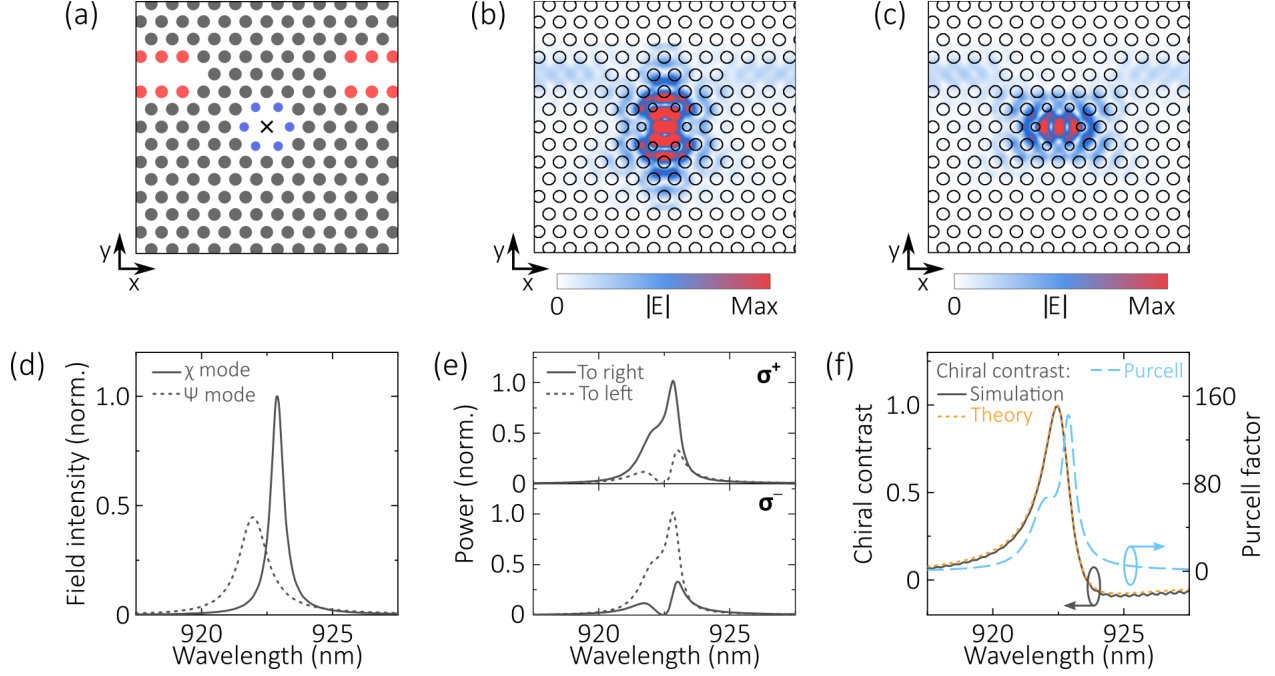 (a)
y
x
(b)
y
x
0 |E| Max
(c)
y
x
0 |E| Max
(d)
Field intensity (norm.)
1.0
0.5
0
χ mode
Ψ mode
920 925
Wavelength (nm)
(e)
Power (norm.)
To right
To left
σ+
1.0
0.5
0
σ−
1.0
0.5
0
920 925
Wavelength (nm)
(f)
Chiral contrast
Chiral contrast:
Simulation
Theory
Purcell
1.0
0.5
0
160
80
0
Purcell factor
920 925
Wavelength (nm)